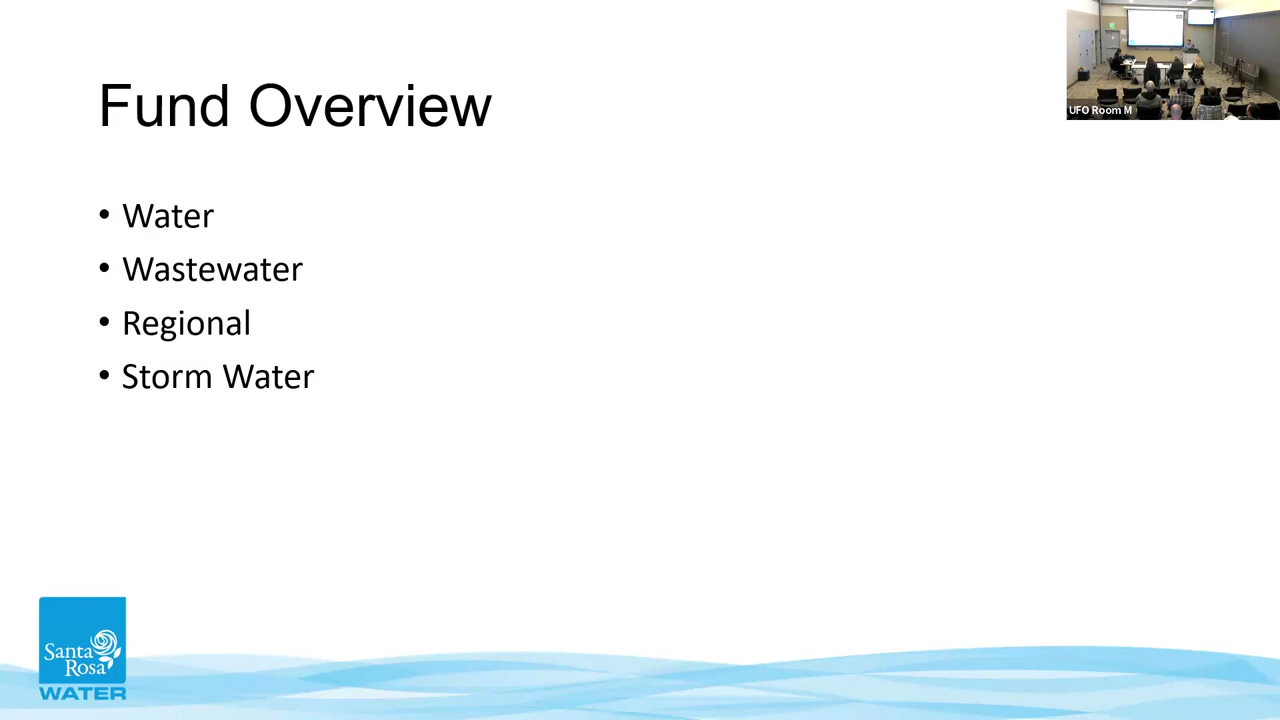 Fund Overview
UFO Room M
• Water
• Wastewater
• Regional
• Storm Water
Santa
Rosa
WATER